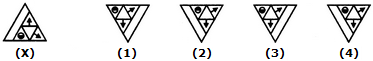 (X) (1) (2) (3) (4)